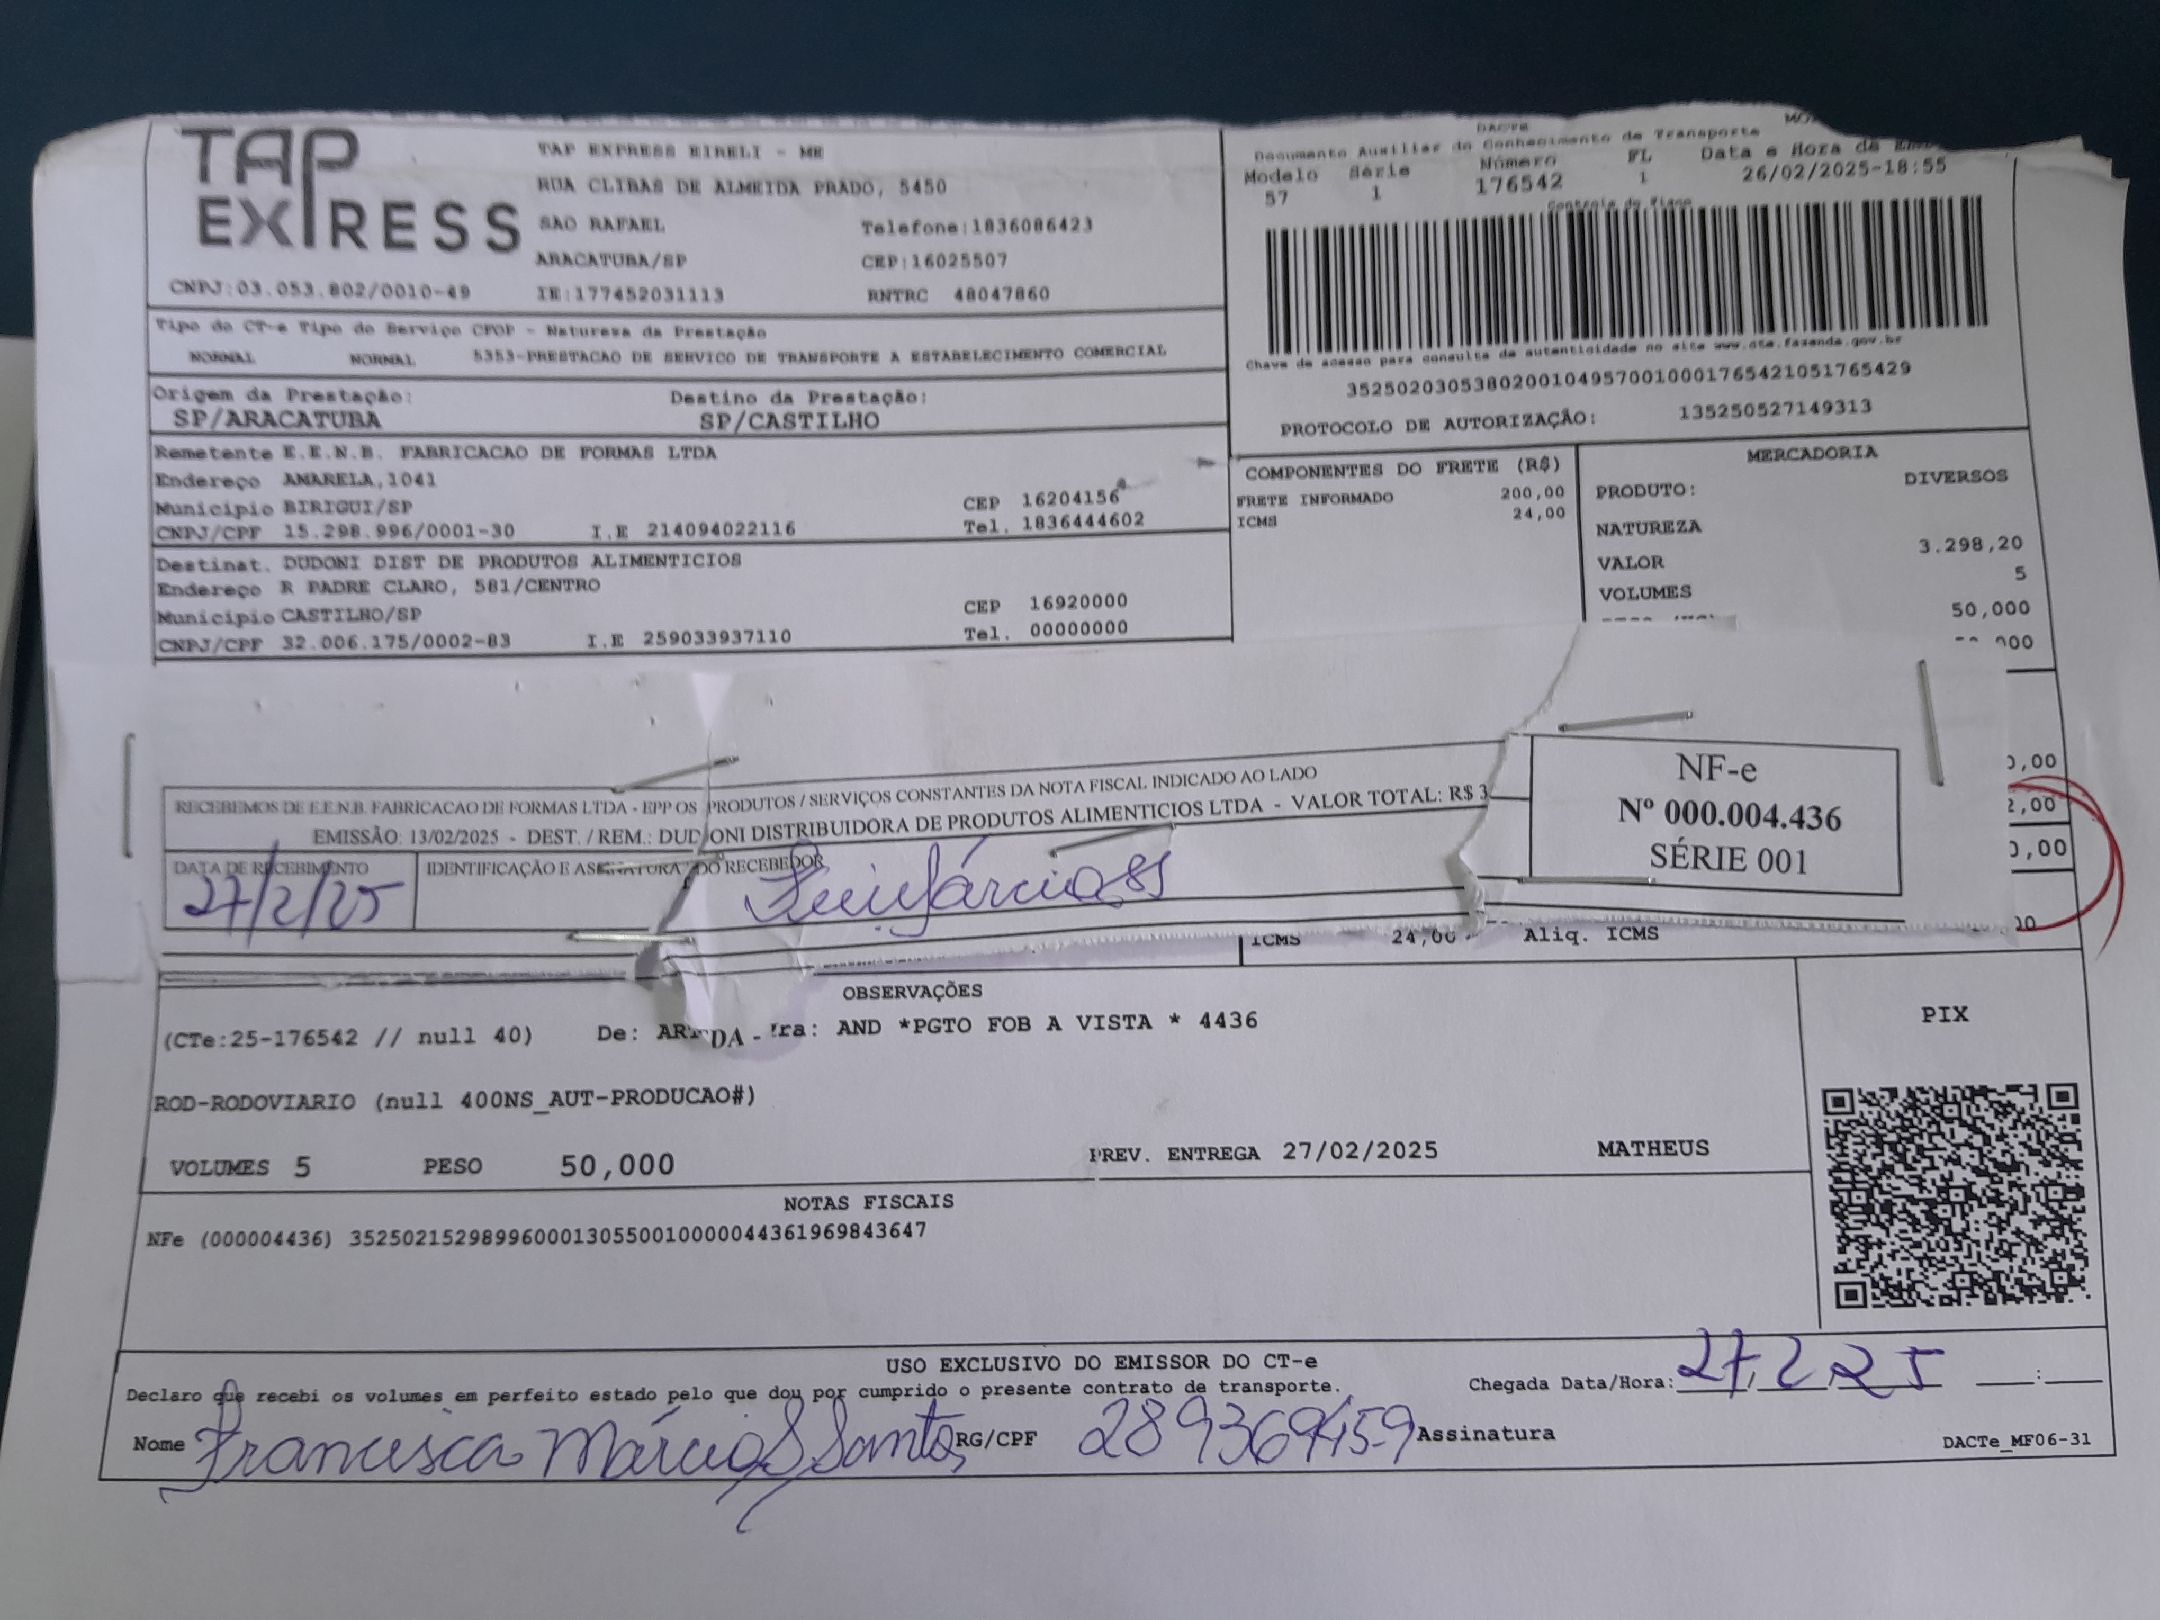 TAP EXPRESS
TAP EXPRESS EIRELI - ME
RUA CLIBAS DE ALMEIDA PRADO, 5450
SAO RAFAEL Telefone:1836086423
ARACATUBA/SP CEP:16025507
CNPJ:03.053.802/0010-49 IE:177452031113 RNTRC 48047860
DACTE
Documento Auxiliar do Conhecimento de Transporte
Modelo Série Número FL Data e Hora de
57 1 176542 1 26/02/2025-18:55
Controle do Fisco
Chave de acesso para consulta de autenticidade no site www.cte.fazenda.gov.br
35250203053802001049570010001765421051765429
PROTOCOLO DE AUTORIZAÇÃO: 135250527149313
Tipo do CT-e Tipo do Serviço CFOP - Natureza da Prestação
NORMAL NORMAL 5353-PRESTACAO DE SERVICO DE TRANSPORTE A ESTABELECIMENTO COMERCIAL
Origem da Prestação: Destino da Prestação:
SP/ARACATUBA SP/CASTILHO
Remetente E.E.N.B. FABRICACAO DE FORMAS LTDA
Endereço AMARELA,1041
Município BIRIGUI/SP CEP 16204156
CNPJ/CPF 15.298.996/0001-30 I.E 214094022116 Tel. 1836444602
Destinat. DUDONI DIST DE PRODUTOS ALIMENTICIOS
Endereço R PADRE CLARO, 581/CENTRO
Município CASTILHO/SP CEP 16920000
CNPJ/CPF 32.006.175/0002-83 I.E 259033937110 Tel. 00000000
COMPONENTES DO FRETE (R$)
FRETE INFORMADO 200,00
ICMS 24,00
MERCADORIA
PRODUTO: DIVERSOS
NATUREZA
VALOR 3.298,20
VOLUMES 5
50,000
RECEBEMOS DE E.E.N.B. FABRICACAO DE FORMAS LTDA - EPP OS PRODUTOS / SERVIÇOS CONSTANTES DA NOTA FISCAL INDICADO AO LADO
EMISSÃO: 13/02/2025 - DEST. / REM.: DUDONI DISTRIBUIDORA DE PRODUTOS ALIMENTICIOS LTDA - VALOR TOTAL: R$ 3
DATA DE RECEBIMENTO IDENTIFICAÇÃO E ASSINATURA DO RECEBEDOR
27/2/25
NF-e
Nº 000.004.436
SÉRIE 001
ICMS 24,00 Aliq. ICMS
OBSERVAÇÕES
(CTe:25-176542 // null 40) De: AR DA - ra: AND *PGTO FOB A VISTA * 4436
PIX
ROD-RODOVIARIO (null 400NS_AUT-PRODUCAO#)
VOLUMES 5 PESO 50,000 PREV. ENTREGA 27/02/2025 MATHEUS
NOTAS FISCAIS
NFe (000004436) 35250215298996000130550010000044361969843647
USO EXCLUSIVO DO EMISSOR DO CT-e
Declaro que recebi os volumes em perfeito estado pelo que dou por cumprido o presente contrato de transporte. Chegada Data/Hora: 27 2 25 :
Nome Francisca Márcia S Santos RG/CPF 289369459 Assinatura
DACTe_MF06-31